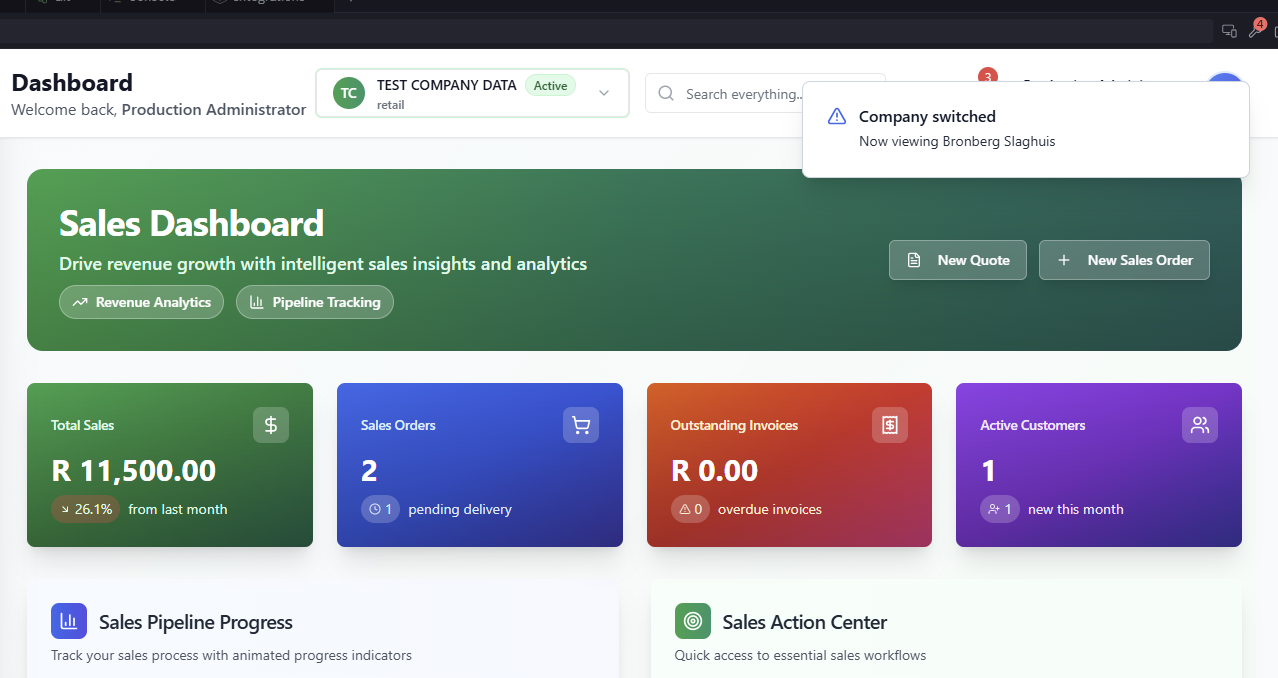 4
Dashboard
Welcome back, Production Administrator
TC
TEST COMPANY DATA
Active
retail
Search everything...
3
Company switched
Now viewing Bronberg Slaghuis
Sales Dashboard
Drive revenue growth with intelligent sales insights and analytics
Revenue Analytics
Pipeline Tracking
New Quote
New Sales Order
Total Sales
R 11,500.00
26.1% from last month
Sales Orders
2
1 pending delivery
Outstanding Invoices
R 0.00
0 overdue invoices
Active Customers
1
1 new this month
Sales Pipeline Progress
Track your sales process with animated progress indicators
Sales Action Center
Quick access to essential sales workflows